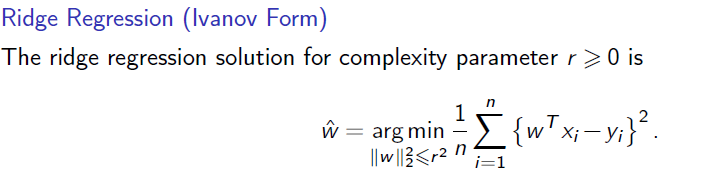 Ridge Regression (Ivanov Form)
The ridge regression solution for complexity parameter r ⩾ 0 is
ŵ = arg min_{‖w‖₂² ⩽ r²} 1/n ∑_{i=1}^{n} {wᵀxᵢ − yᵢ}².